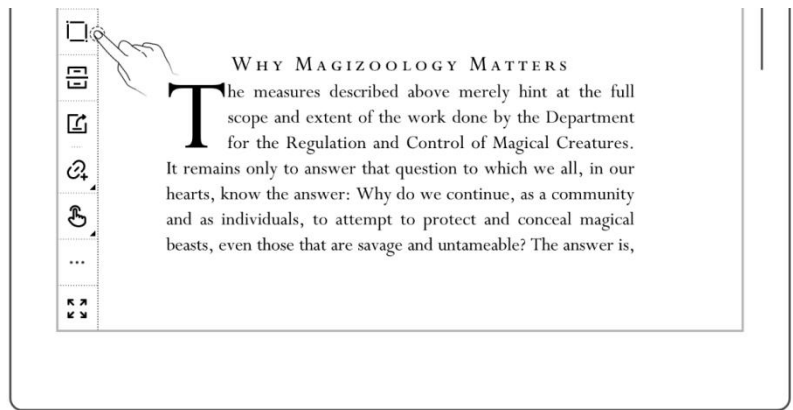 WHY MAGIZOOLOGY MATTERS
The measures described above merely hint at the full
scope and extent of the work done by the Department
for the Regulation and Control of Magical Creatures.
It remains only to answer that question to which we all, in our
hearts, know the answer: Why do we continue, as a community
and as individuals, to attempt to protect and conceal magical
beasts, even those that are savage and untameable? The answer is,